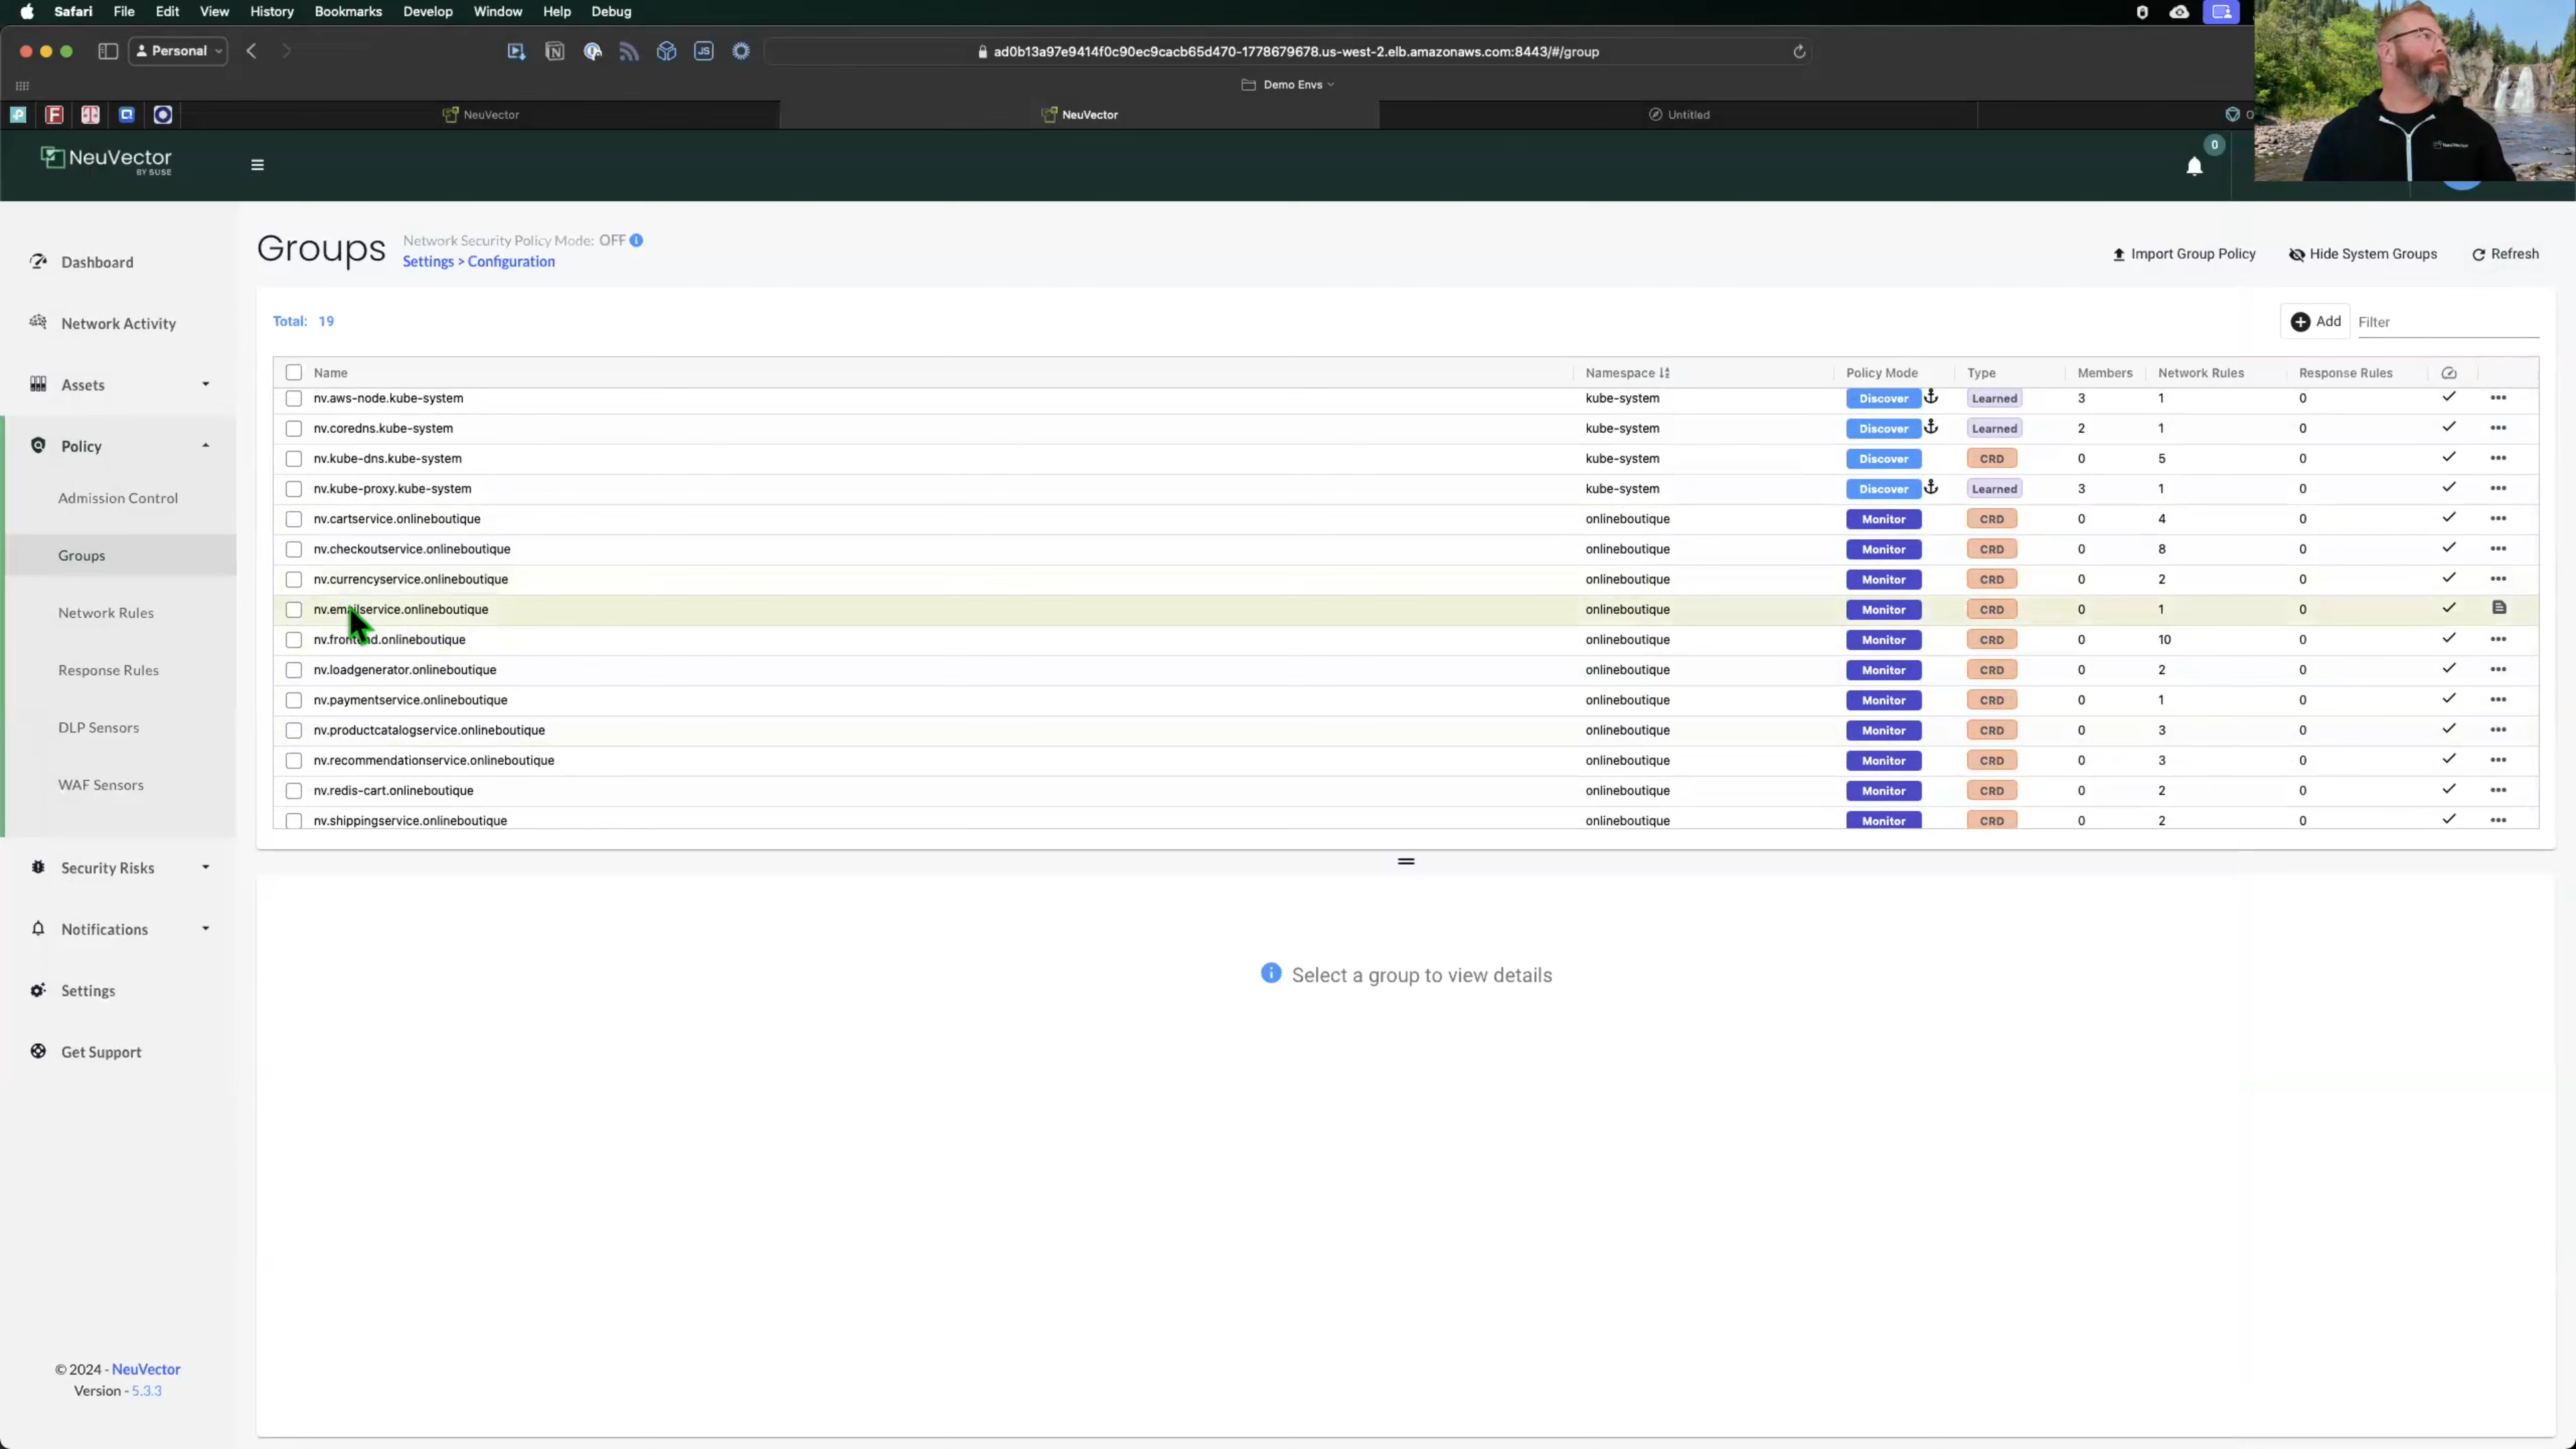 Safari File Edit View History Bookmarks Develop Window Help Debug
Personal
ad0b13a97e9414f0c90ec9cacb65d470-1778679678.us-west-2.elb.amazonaws.com:8443/#/group
Demo Envs
NeuVector NeuVector Untitled O
NeuVector
BY SUSE
0
Dashboard
Network Activity
Assets
Policy
Admission Control
Groups
Network Rules
Response Rules
DLP Sensors
WAF Sensors
Security Risks
Notifications
Settings
Get Support
© 2024 - NeuVector
Version - 5.3.3
Groups
Network Security Policy Mode: OFF
Settings > Configuration
Import Group Policy Hide System Groups Refresh
Total: 19
Add Filter
Name Namespace Policy Mode Type Members Network Rules Response Rules
nv.aws-node.kube-system kube-system Discover Learned 3 1 0
nv.coredns.kube-system kube-system Discover Learned 2 1 0
nv.kube-dns.kube-system kube-system Discover CRD 0 5 0
nv.kube-proxy.kube-system kube-system Discover Learned 3 1 0
nv.cartservice.onlineboutique onlineboutique Monitor CRD 0 4 0
nv.checkoutservice.onlineboutique onlineboutique Monitor CRD 0 8 0
nv.currencyservice.onlineboutique onlineboutique Monitor CRD 0 2 0
nv.emailservice.onlineboutique onlineboutique Monitor CRD 0 1 0
nv.frontend.onlineboutique onlineboutique Monitor CRD 0 10 0
nv.loadgenerator.onlineboutique onlineboutique Monitor CRD 0 2 0
nv.paymentservice.onlineboutique onlineboutique Monitor CRD 0 1 0
nv.productcatalogservice.onlineboutique onlineboutique Monitor CRD 0 3 0
nv.recommendationservice.onlineboutique onlineboutique Monitor CRD 0 3 0
nv.redis-cart.onlineboutique onlineboutique Monitor CRD 0 2 0
nv.shippingservice.onlineboutique onlineboutique Monitor CRD 0 2 0
Select a group to view details